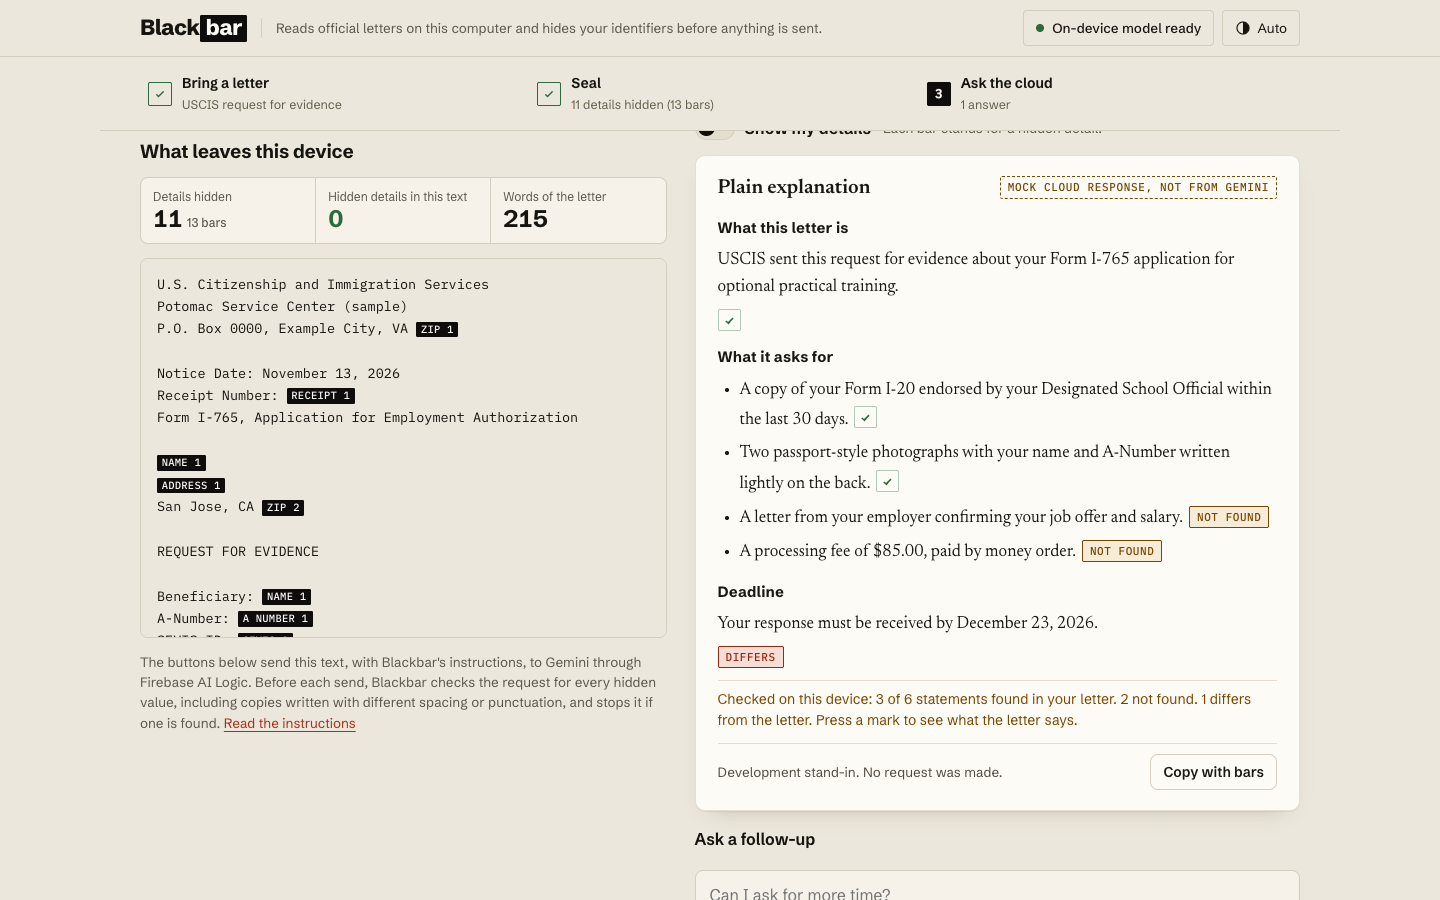 Blackbar
Reads official letters on this computer and hides your identifiers before anything is sent.
On-device model ready
Auto
Bring a letter
USCIS request for evidence
Seal
11 details hidden (13 bars)
3
Ask the cloud
1 answer
What leaves this device
Details hidden
11 13 bars
Hidden details in this text
0
Words of the letter
215
U.S. Citizenship and Immigration Services
Potomac Service Center (sample)
P.O. Box 0000, Example City, VA ZIP 1
Notice Date: November 13, 2026
Receipt Number: RECEIPT 1
Form I-765, Application for Employment Authorization
NAME 1
ADDRESS 1
San Jose, CA ZIP 2
REQUEST FOR EVIDENCE
Beneficiary: NAME 1
A-Number: A NUMBER 1
The buttons below send this text, with Blackbar's instructions, to Gemini through
Firebase AI Logic. Before each send, Blackbar checks the request for every hidden
value, including copies written with different spacing or punctuation, and stops it if
one is found. Read the instructions
Show my details Each bar stands for a hidden detail.
Plain explanation
MOCK CLOUD RESPONSE, NOT FROM GEMINI
What this letter is
USCIS sent this request for evidence about your Form I-765 application for
optional practical training.
What it asks for
• A copy of your Form I-20 endorsed by your Designated School Official within
the last 30 days.
• Two passport-style photographs with your name and A-Number written
lightly on the back.
• A letter from your employer confirming your job offer and salary. NOT FOUND
• A processing fee of $85.00, paid by money order. NOT FOUND
Deadline
Your response must be received by December 23, 2026.
DIFFERS
Checked on this device: 3 of 6 statements found in your letter. 2 not found. 1 differs
from the letter. Press a mark to see what the letter says.
Development stand-in. No request was made.
Copy with bars
Ask a follow-up
Can I ask for more time?